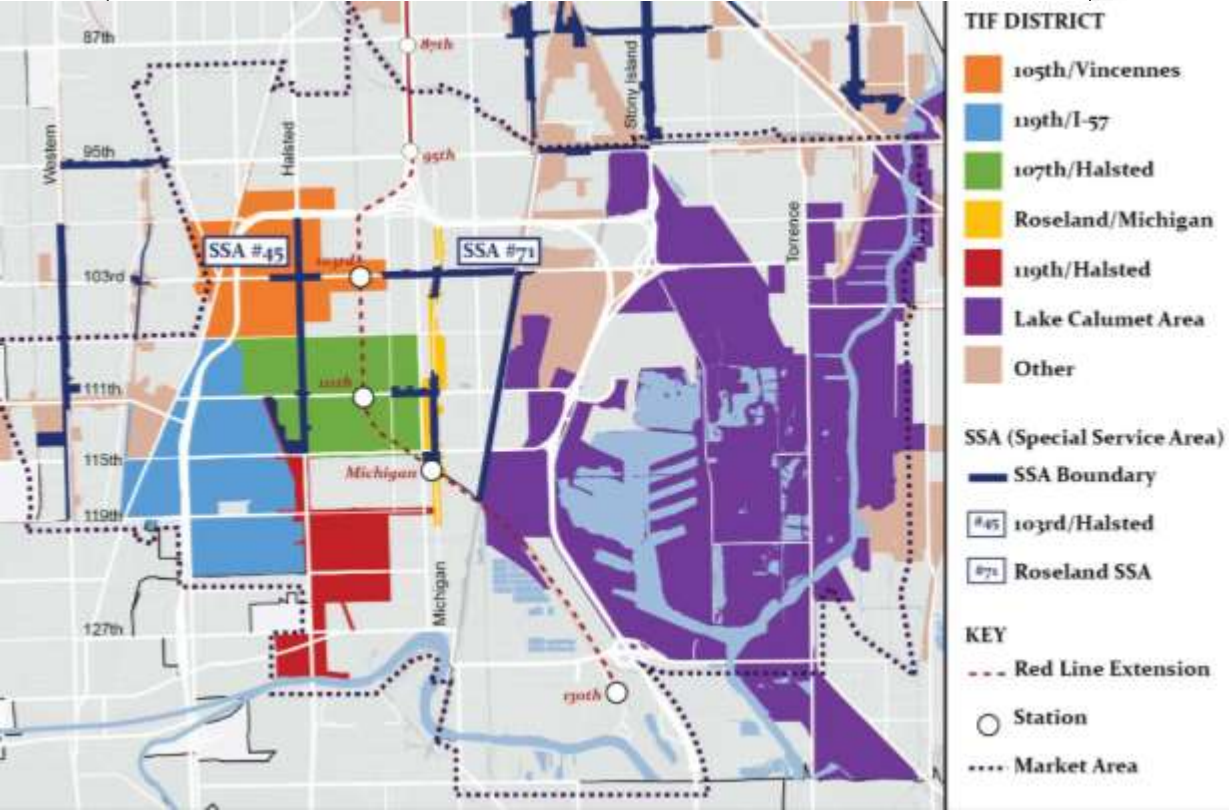 87th
87th
Stony Island
Western
95th
Halsted
95th
Torrence
SSA #45
SSA #71
103rd
103rd
111th
111th
115th
Michigan
119th
Michigan
127th
130th
TIF DISTRICT
105th/Vincennes
119th/I-57
107th/Halsted
Roseland/Michigan
119th/Halsted
Lake Calumet Area
Other
SSA (Special Service Area)
SSA Boundary
#45 103rd/Halsted
#71 Roseland SSA
KEY
Red Line Extension
Station
Market Area